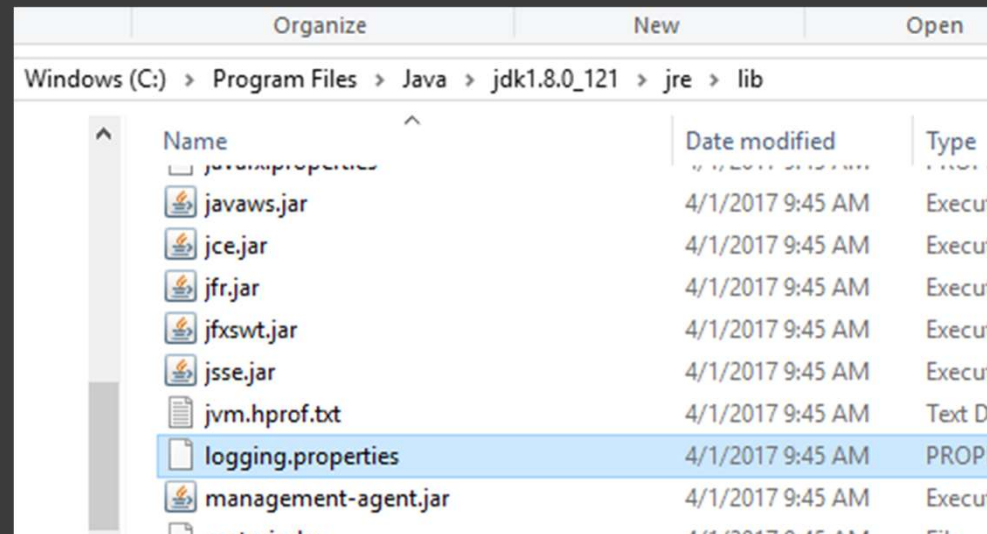 Organize New Open
Windows (C:) > Program Files > Java > jdk1.8.0_121 > jre > lib
Name Date modified Type
javaws.jar 4/1/2017 9:45 AM Execu
jce.jar 4/1/2017 9:45 AM Execu
jfr.jar 4/1/2017 9:45 AM Execu
jfxswt.jar 4/1/2017 9:45 AM Execu
jsse.jar 4/1/2017 9:45 AM Execu
jvm.hprof.txt 4/1/2017 9:45 AM Text D
logging.properties 4/1/2017 9:45 AM PROP
management-agent.jar 4/1/2017 9:45 AM Execu